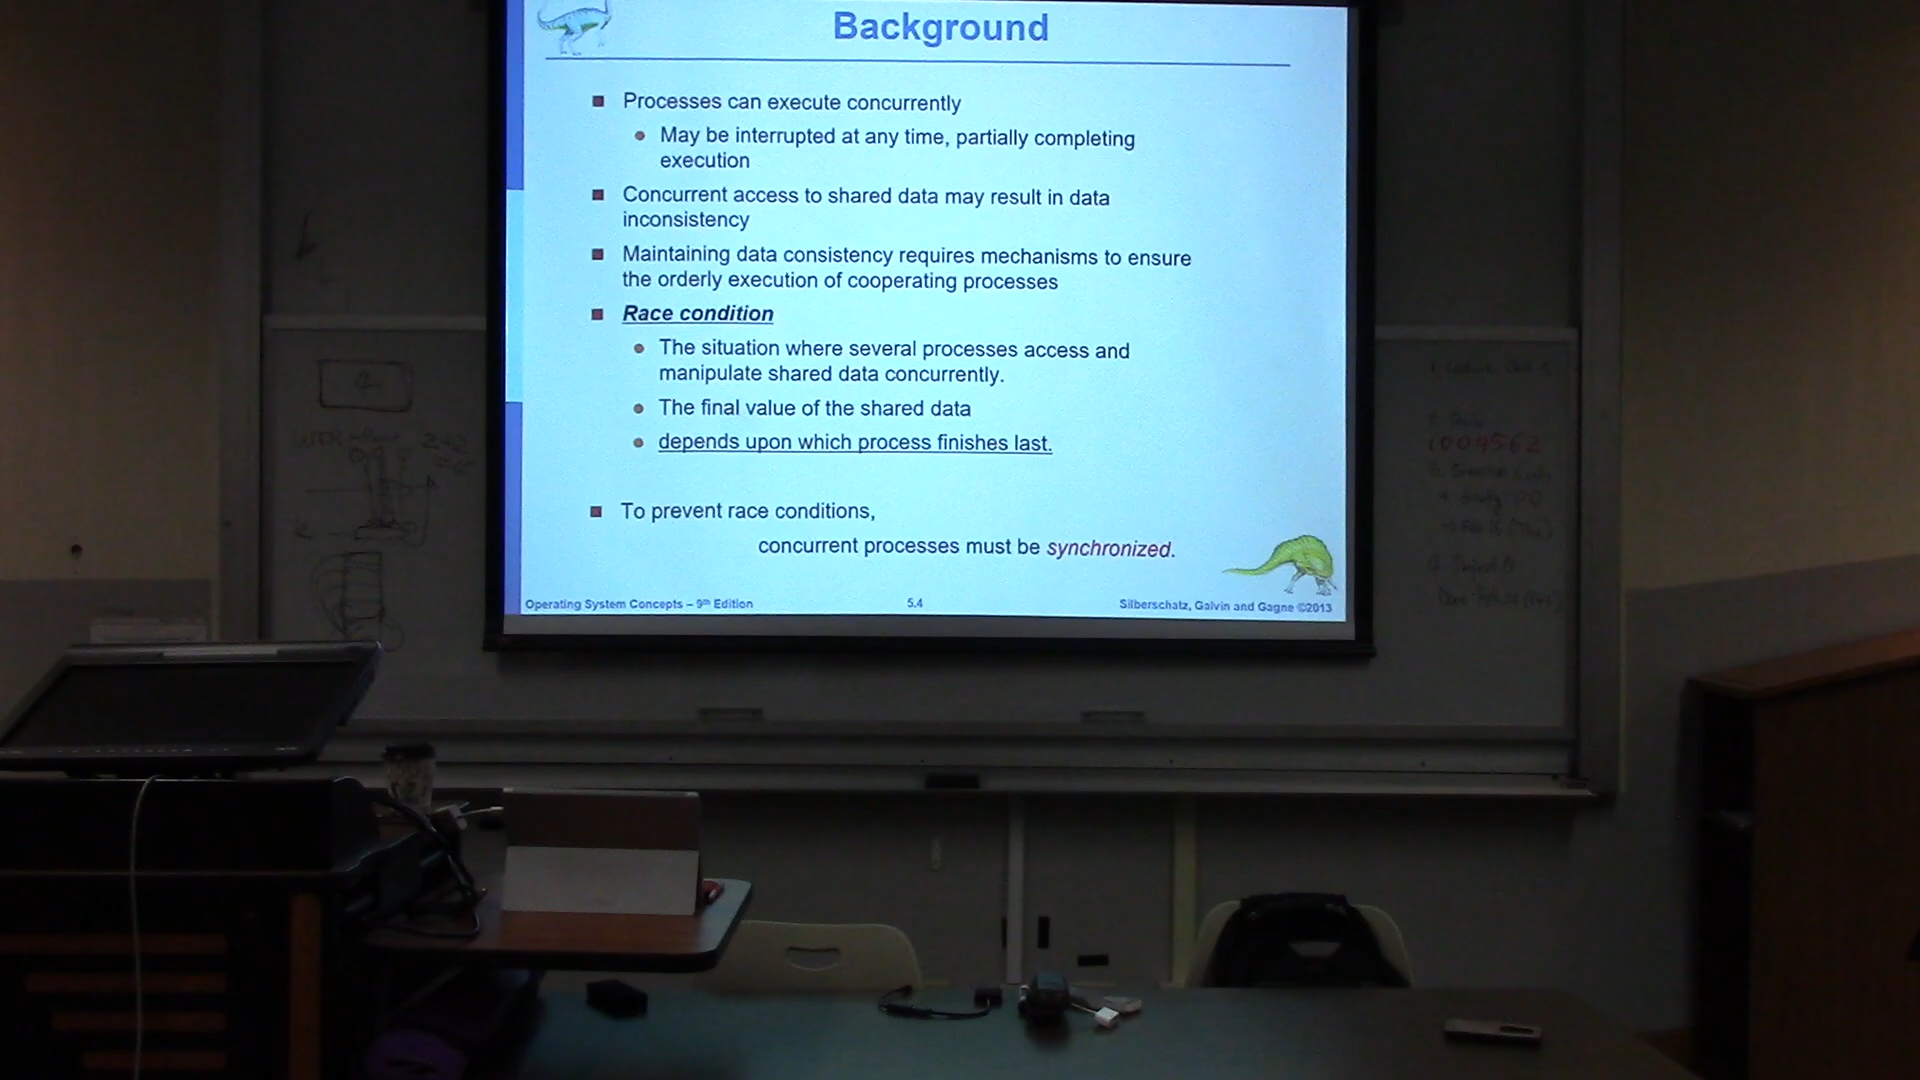 Background
Processes can execute concurrently
May be interrupted at any time, partially completing
execution
Concurrent access to shared data may result in data
inconsistency
Maintaining data consistency requires mechanisms to ensure
the orderly execution of cooperating processes
Race condition
The situation where several processes access and
manipulate shared data concurrently.
The final value of the shared data
depends upon which process finishes last.
To prevent race conditions,
concurrent processes must be synchronized.
Operating System Concepts – 9th Edition
5.4
Silberschatz, Galvin and Gagne ©2013